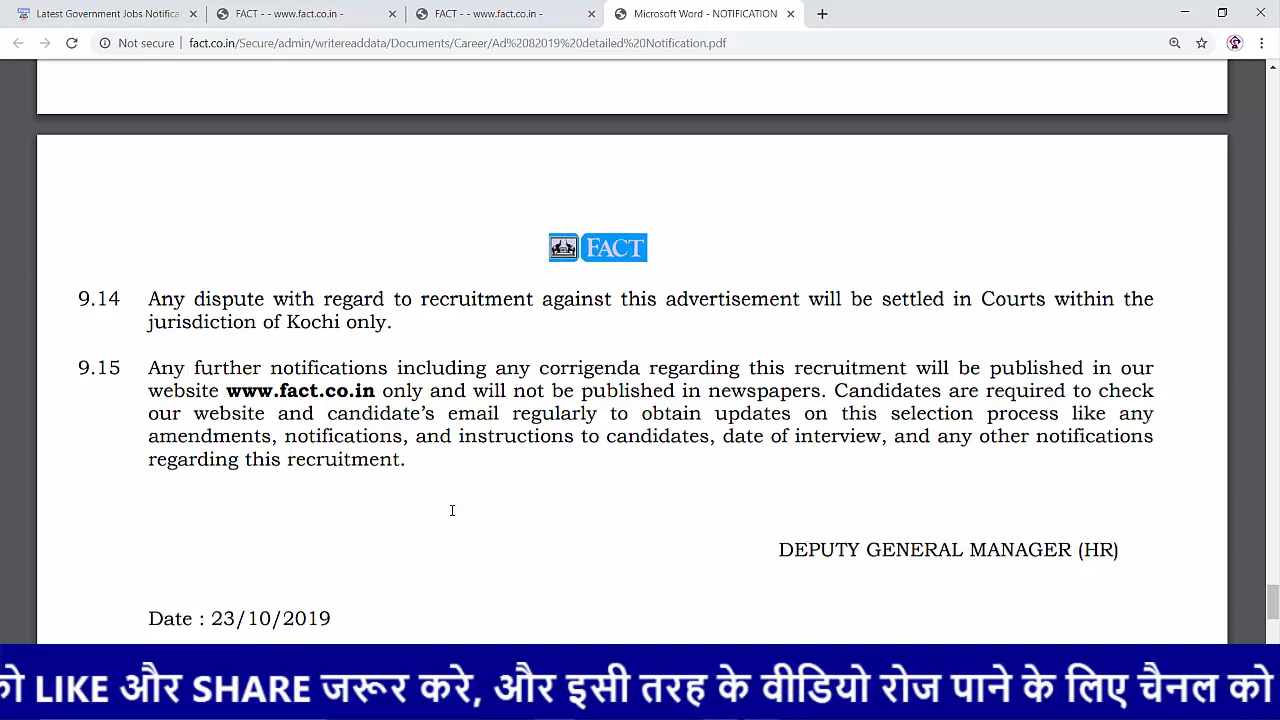 Latest Government Jobs Notifica
FACT - - www.fact.co.in -
FACT - - www.fact.co.in -
Microsoft Word - NOTIFICATION
Not secure
fact.co.in/Secure/admin/writereaddata/Documents/Career/Ad%2082019%20detailed%20Notification.pdf
FACT
9.14 Any dispute with regard to recruitment against this advertisement will be settled in Courts within the
jurisdiction of Kochi only.
9.15 Any further notifications including any corrigenda regarding this recruitment will be published in our
website www.fact.co.in only and will not be published in newspapers. Candidates are required to check
our website and candidate's email regularly to obtain updates on this selection process like any
amendments, notifications, and instructions to candidates, date of interview, and any other notifications
regarding this recruitment.
DEPUTY GENERAL MANAGER (HR)
Date : 23/10/2019
को LIKE और SHARE जरूर करे, और इसी तरह के वीडियो रोज पाने के लिए चैनल को